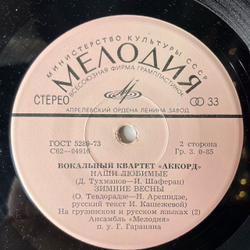 МИНИСТЕРСТВО КУЛЬТУРЫ СССР
МЕЛОДИЯ
ВСЕСОЮЗНАЯ ФИРМА ГРАМПЛАСТИНОК
СТЕРЕО
33
АПРЕЛЕВСКИЙ ОРДЕНА ЛЕНИНА ЗАВОД
ГОСТ 5289-73
2 сторона
С62—04916
Гр. 3. 0-85
ВОКАЛЬНЫЙ КВАРТЕТ «АККОРД»
НАШИ ЛЮБИМЫЕ
(Д. Тухманов—И. Шаферан)
ЗИМНИЕ ВЕСНЫ
(О. Тевдорадзе—Н. Арешидзе,
русский текст И. Кашежевой)
На грузинском и русском языках (2)
Ансамбль «Мелодия»
п. у. Г. Гараняна